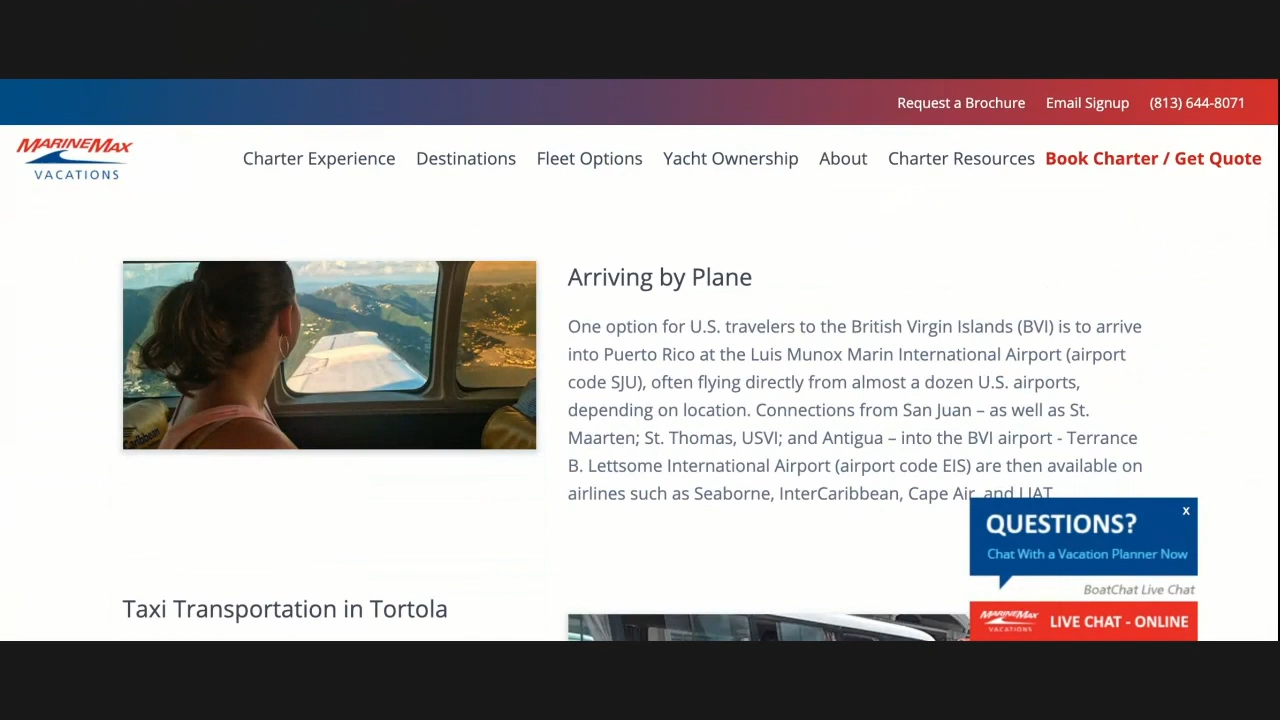 Request a Brochure Email Signup (813) 644-8071
MARINEMAX
VACATIONS
Charter Experience Destinations Fleet Options Yacht Ownership About Charter Resources Book Charter / Get Quote
Arriving by Plane
One option for U.S. travelers to the British Virgin Islands (BVI) is to arrive
into Puerto Rico at the Luis Munox Marin International Airport (airport
code SJU), often flying directly from almost a dozen U.S. airports,
depending on location. Connections from San Juan – as well as St.
Maarten; St. Thomas, USVI; and Antigua – into the BVI airport - Terrance
B. Lettsome International Airport (airport code EIS) are then available on
airlines such as Seaborne, InterCaribbean, Cape Air, and LIAT
Caribbean
QUESTIONS?
X
Chat With a Vacation Planner Now
BoatChat Live Chat
MARINEMAX
VACATIONS
LIVE CHAT - ONLINE
Taxi Transportation in Tortola